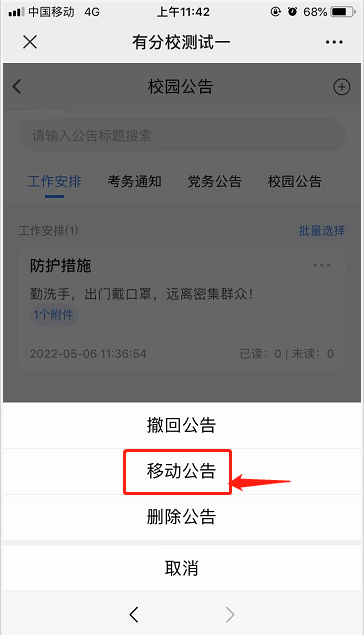 中国移动 4G 上午11:42 68%
有分校测试一
校园公告
请输入公告标题搜索
工作安排 考务通知 党务公告 校园公告
工作安排(1) 批量选择
防护措施
勤洗手，出门戴口罩，远离密集群众！
1个附件
2022-05-06 11:36:54 已读：0 | 未读：0
撤回公告
移动公告
删除公告
取消